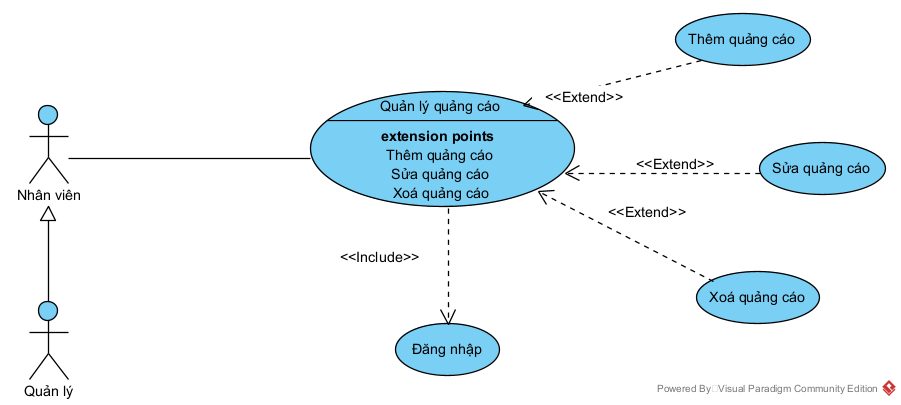 Thêm quảng cáo
<<Extend>>
Quản lý quảng cáo
extension points
Thêm quảng cáo
Sửa quảng cáo
Xoá quảng cáo
Nhân viên
<<Extend>>
Sửa quảng cáo
<<Extend>>
<<Include>>
Xoá quảng cáo
Đăng nhập
Quản lý
Powered By□Visual Paradigm Community Edition